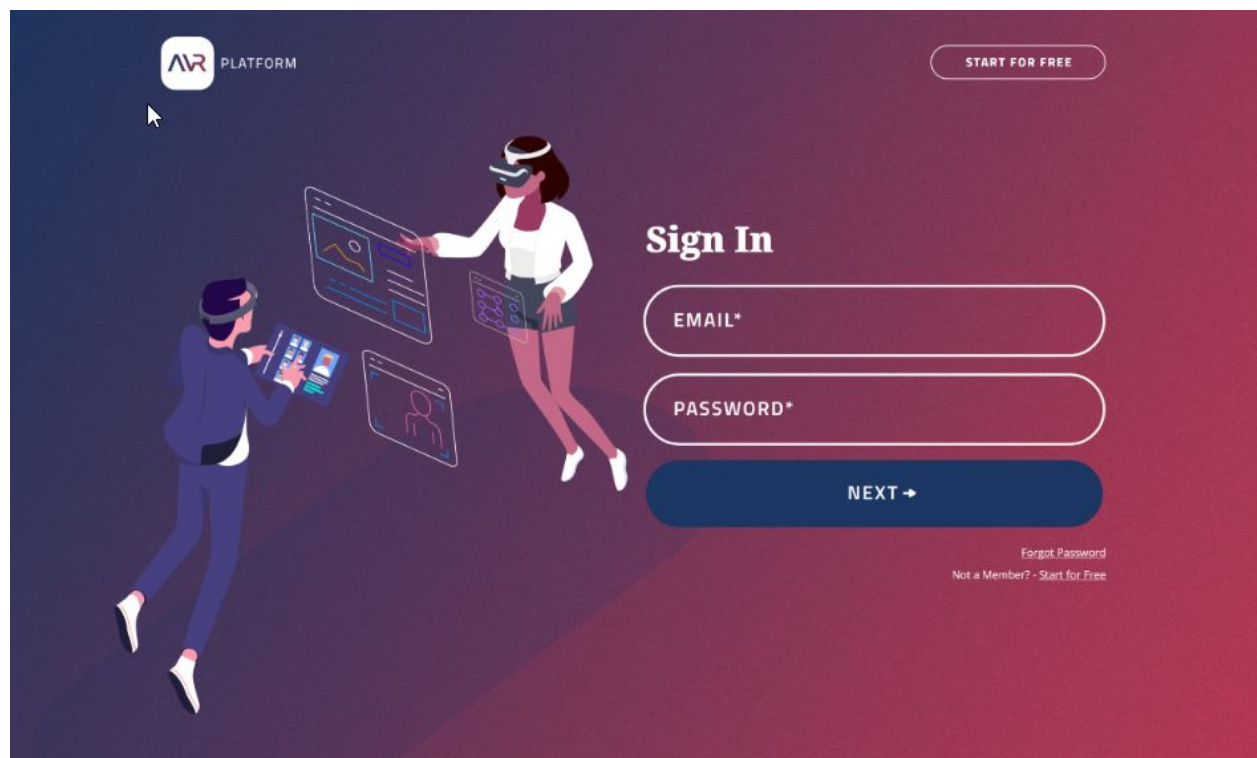 AVR PLATFORM
START FOR FREE
Sign In
EMAIL*
PASSWORD*
NEXT
Forgot Password
Not a Member? - Start for Free